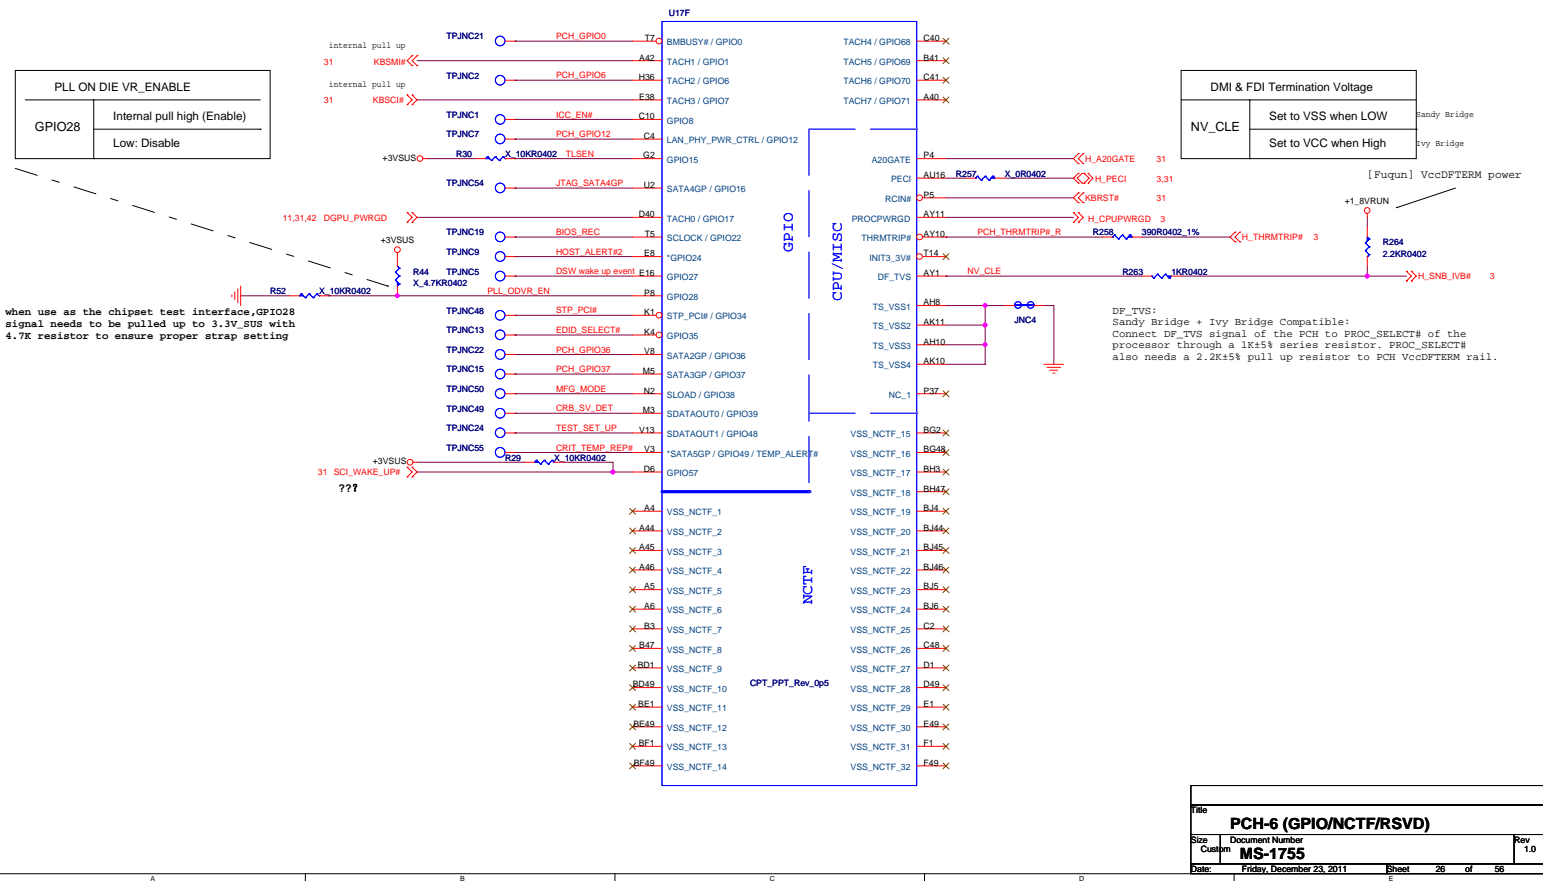 U17F
TPJNC21 PCH_GPIO0 T7 BMBUSY# / GPIO0
internal pull up
31 KBSMI# A42 TACH1 / GPIO1
TPJNC2 PCH_GPIO6 H36 TACH2 / GPIO6
internal pull up
31 KBSCI# E38 TACH3 / GPIO7
TPJNC1 ICC_EN# C10 GPIO8
TPJNC7 PCH_GPIO12 C4 LAN_PHY_PWR_CTRL / GPIO12
+3VSUS R30 X_10KR0402 TLSEN G2 GPIO15
TPJNC54 JTAG_SATA4GP U2 SATA4GP / GPIO16
11,31,42 DGPU_PWRGD D40 TACH0 / GPIO17
TPJNC19 BIOS_REC T5 SCLOCK / GPIO22
TPJNC9 HOST_ALERT#2 E8 *GPIO24
TPJNC5 DSW wake up event E16 GPIO27
+3VSUS
R44
X_4.7KR0402
R52 X_10KR0402 PLL_ODVR_EN P8 GPIO28
TPJNC48 STP_PCI# K1 STP_PCI# / GPIO34
TPJNC13 EDID_SELECT# K4 GPIO35
TPJNC22 PCH_GPIO36 V8 SATA2GP / GPIO36
TPJNC15 PCH_GPIO37 M5 SATA3GP / GPIO37
TPJNC50 MFG_MODE N2 SLOAD / GPIO38
TPJNC49 CRB_SV_DET M3 SDATAOUT0 / GPIO39
TPJNC24 TEST_SET_UP V13 SDATAOUT1 / GPIO48
TPJNC55 CRIT_TEMP_REP# V3 *SATA5GP / GPIO49 / TEMP_ALERT#
+3VSUS R29 X_10KR0402
31 SCI_WAKE_UP# D6 GPIO57
???
PLL ON DIE VR_ENABLE
GPIO28
Internal pull high (Enable)
Low: Disable
when use as the chipset test interface,GPIO28
signal needs to be pulled up to 3.3V_SUS with
4.7K resistor to ensure proper strap setting
A4 VSS_NCTF_1
A44 VSS_NCTF_2
A45 VSS_NCTF_3
A46 VSS_NCTF_4
A5 VSS_NCTF_5
A6 VSS_NCTF_6
B3 VSS_NCTF_7
B47 VSS_NCTF_8
BD1 VSS_NCTF_9
BD49 VSS_NCTF_10
BE1 VSS_NCTF_11
BE49 VSS_NCTF_12
BF1 VSS_NCTF_13
BF49 VSS_NCTF_14
GPIO
CPU/MISC
NCTF
CPT_PPT_Rev_0p5
TACH4 / GPIO68 C40
TACH5 / GPIO69 B41
TACH6 / GPIO70 C41
TACH7 / GPIO71 A40
A20GATE P4 H_A20GATE 31
PECI AU16 R257 X_0R0402 H_PECI 3,31
RCIN# P5 KBRST# 31
PROCPWRGD AY11 H_CPUPWRGD 3
THRMTRIP# AY10 PCH_THRMTRIP#_R R258 390R0402_1% H_THRMTRIP# 3
INIT3_3V# T14
DF_TVS AY1 NV_CLE R263 1KR0402 H_SNB_IVB# 3
TS_VSS1 AH8
JNC4
TS_VSS2 AK11
TS_VSS3 AH10
TS_VSS4 AK10
NC_1 P37
VSS_NCTF_15 BG2
VSS_NCTF_16 BG48
VSS_NCTF_17 BH3
VSS_NCTF_18 BH47
VSS_NCTF_19 BJ4
VSS_NCTF_20 BJ44
VSS_NCTF_21 BJ45
VSS_NCTF_22 BJ46
VSS_NCTF_23 BJ5
VSS_NCTF_24 BJ6
VSS_NCTF_25 C2
VSS_NCTF_26 C48
VSS_NCTF_27 D1
VSS_NCTF_28 D49
VSS_NCTF_29 E1
VSS_NCTF_30 E49
VSS_NCTF_31 F1
VSS_NCTF_32 F49
DMI & FDI Termination Voltage
NV_CLE
Set to VSS when LOW Sandy Bridge
Set to VCC when High Ivy Bridge
[Fuqun] VccDFTERM power
+1_8VRUN
R264
2.2KR0402
DF_TVS:
Sandy Bridge + Ivy Bridge Compatible:
Connect DF_TVS signal of the PCH to PROC_SELECT# of the
processor through a 1K±5% series resistor. PROC_SELECT#
also needs a 2.2K±5% pull up resistor to PCH VccDFTERM rail.
Title
PCH-6 (GPIO/NCTF/RSVD)
Size Document Number Rev
Custom MS-1755 1.0
Date: Friday, December 23, 2011 Sheet 26 of 56
A B C D E